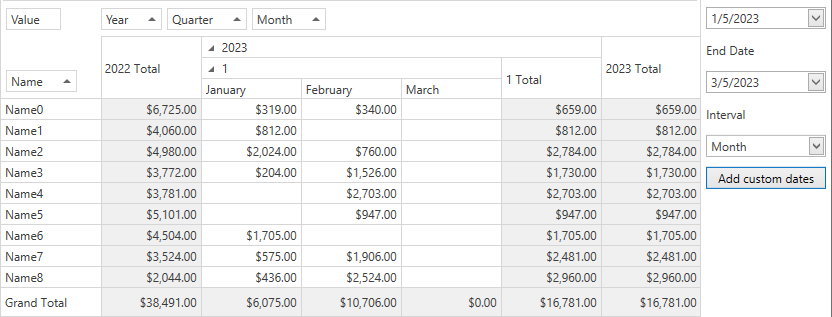 Value Year Quarter Month 1/5/2023
2023 End Date
2022 Total 1 1 Total 2023 Total
Name January February March 3/5/2023
Name0 $6,725.00 $319.00 $340.00 $659.00 $659.00
Interval
Name1 $4,060.00 $812.00 $812.00 $812.00
Name2 $4,980.00 $2,024.00 $760.00 $2,784.00 $2,784.00 Month
Name3 $3,772.00 $204.00 $1,526.00 $1,730.00 $1,730.00
Add custom dates
Name4 $3,781.00 $2,703.00 $2,703.00 $2,703.00
Name5 $5,101.00 $947.00 $947.00 $947.00
Name6 $4,504.00 $1,705.00 $1,705.00 $1,705.00
Name7 $3,524.00 $575.00 $1,906.00 $2,481.00 $2,481.00
Name8 $2,044.00 $436.00 $2,524.00 $2,960.00 $2,960.00
Grand Total $38,491.00 $6,075.00 $10,706.00 $0.00 $16,781.00 $16,781.00